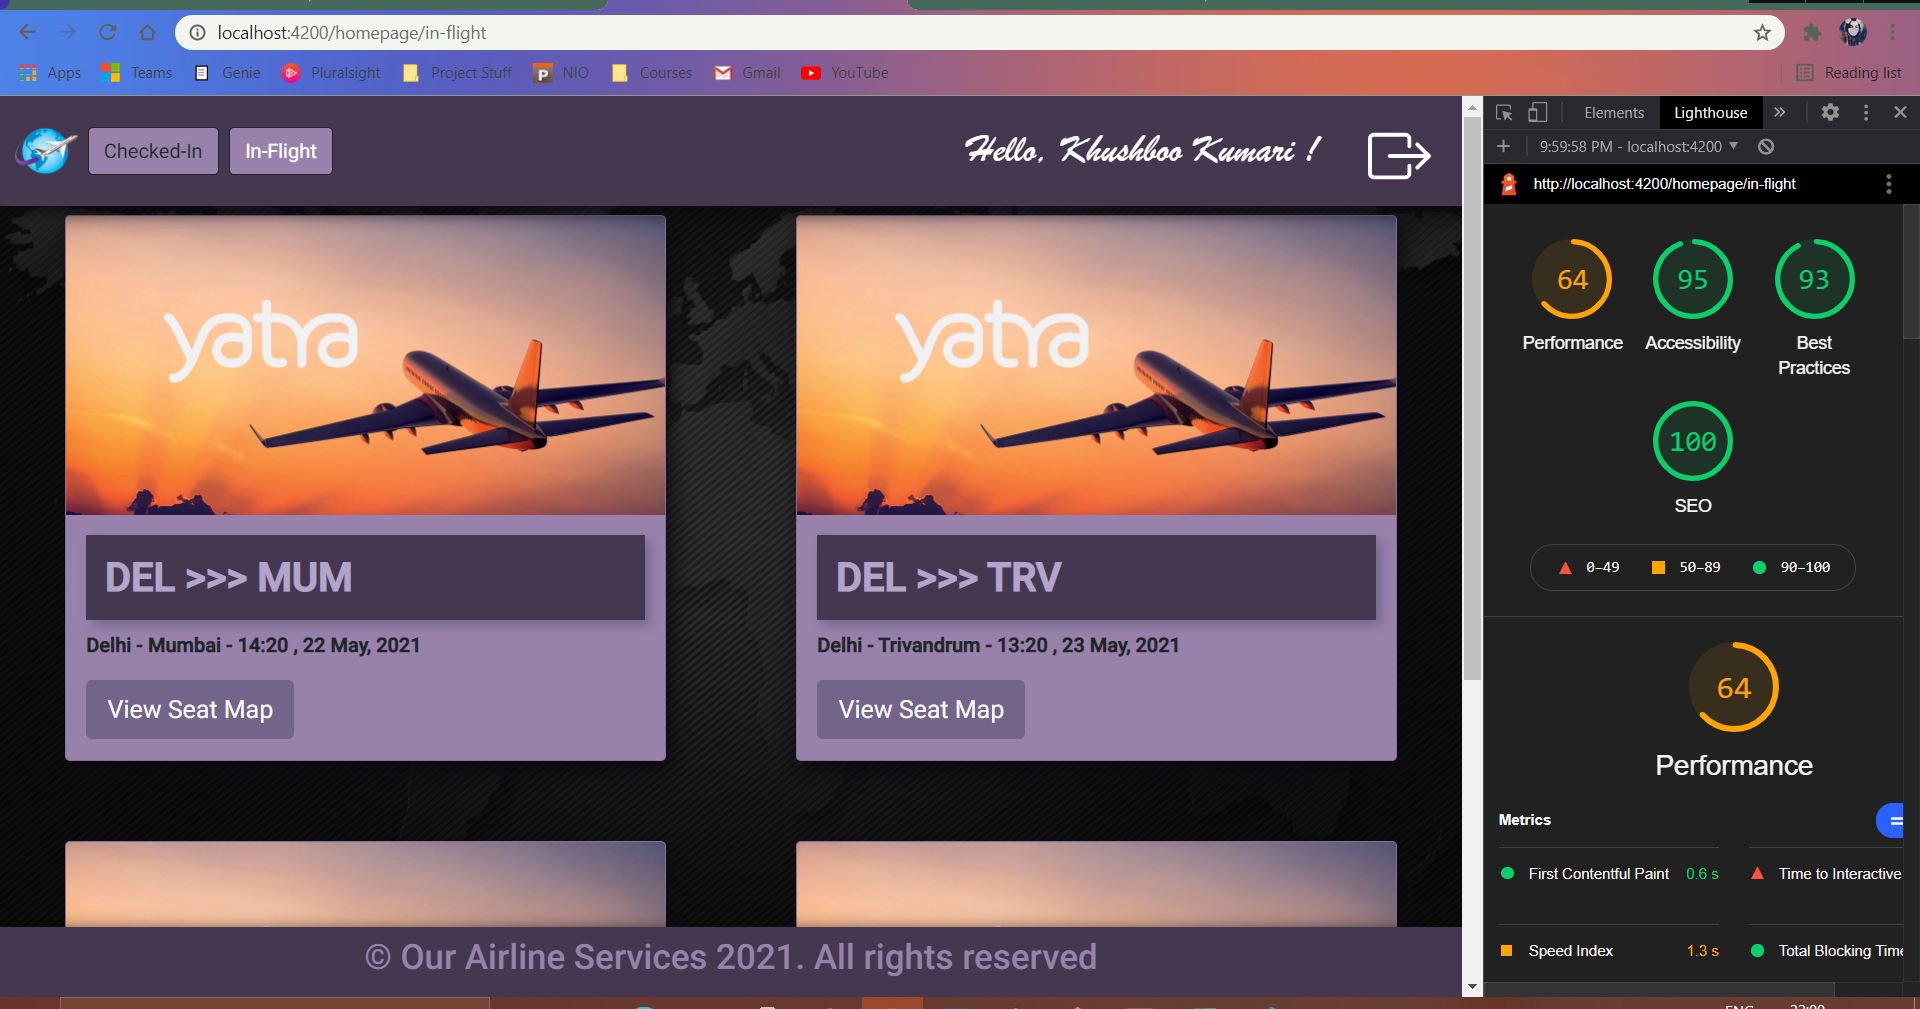 localhost:4200/homepage/in-flight
Apps Teams Genie Pluralsight Project Stuff NIO Courses Gmail YouTube Reading list
Checked-In In-Flight Hello, Khushboo Kumari !
yatra
DEL >>> MUM
Delhi - Mumbai - 14:20 , 22 May, 2021
View Seat Map
yatra
DEL >>> TRV
Delhi - Trivandrum - 13:20 , 23 May, 2021
View Seat Map
© Our Airline Services 2021. All rights reserved
Elements Lighthouse
9:59:58 PM - localhost:4200
http://localhost:4200/homepage/in-flight
64 95 93
Performance Accessibility Best
Practices
100
SEO
0–49 50–89 90–100
64
Performance
Metrics
First Contentful Paint 0.6 s Time to Interactive
Speed Index 1.3 s Total Blocking Time